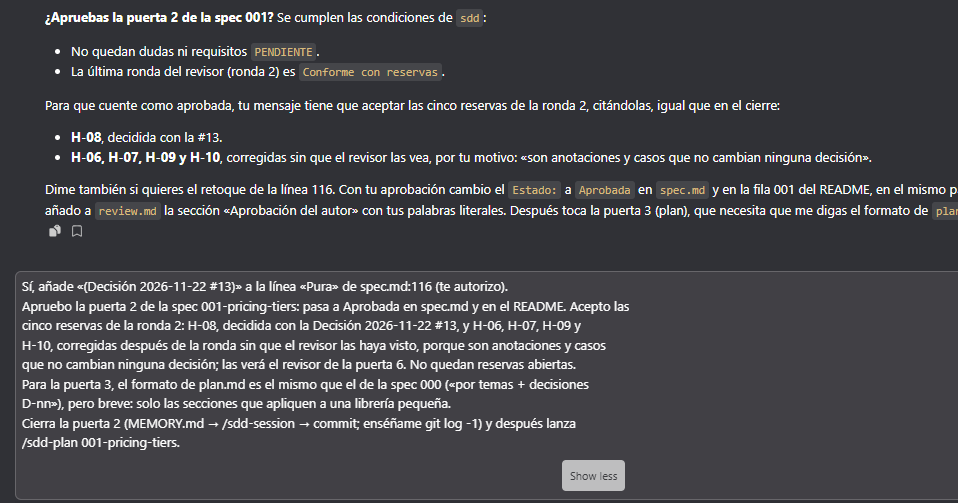 ¿Apruebas la puerta 2 de la spec 001? Se cumplen las condiciones de sdd:
• No quedan dudas ni requisitos PENDIENTE.
• La última ronda del revisor (ronda 2) es Conforme con reservas.
Para que cuente como aprobada, tu mensaje tiene que aceptar las cinco reservas de la ronda 2, citándolas, igual que en el cierre:
• H-08, decidida con la #13.
• H-06, H-07, H-09 y H-10, corregidas sin que el revisor las vea, por tu motivo: «son anotaciones y casos que no cambian ninguna decisión».
Dime también si quieres el retoque de la línea 116. Con tu aprobación cambio el Estado: a Aprobada en spec.md y en la fila 001 del README, en el mismo
añado a review.md la sección «Aprobación del autor» con tus palabras literales. Después toca la puerta 3 (plan), que necesita que me digas el formato de
Sí, añade «(Decisión 2026-11-22 #13)» a la línea «Pura» de spec.md:116 (te autorizo).
Apruebo la puerta 2 de la spec 001-pricing-tiers: pasa a Aprobada en spec.md y en el README. Acepto las
cinco reservas de la ronda 2: H-08, decidida con la Decisión 2026-11-22 #13, y H-06, H-07, H-09 y
H-10, corregidas después de la ronda sin que el revisor las haya visto, porque son anotaciones y casos
que no cambian ninguna decisión; las verá el revisor de la puerta 6. No quedan reservas abiertas.
Para la puerta 3, el formato de plan.md es el mismo que el de la spec 000 («por temas + decisiones
D-nn»), pero breve: solo las secciones que apliquen a una librería pequeña.
Cierra la puerta 2 (MEMORY.md → /sdd-session → commit; enséñame git log -1) y después lanza
/sdd-plan 001-pricing-tiers.
Show less